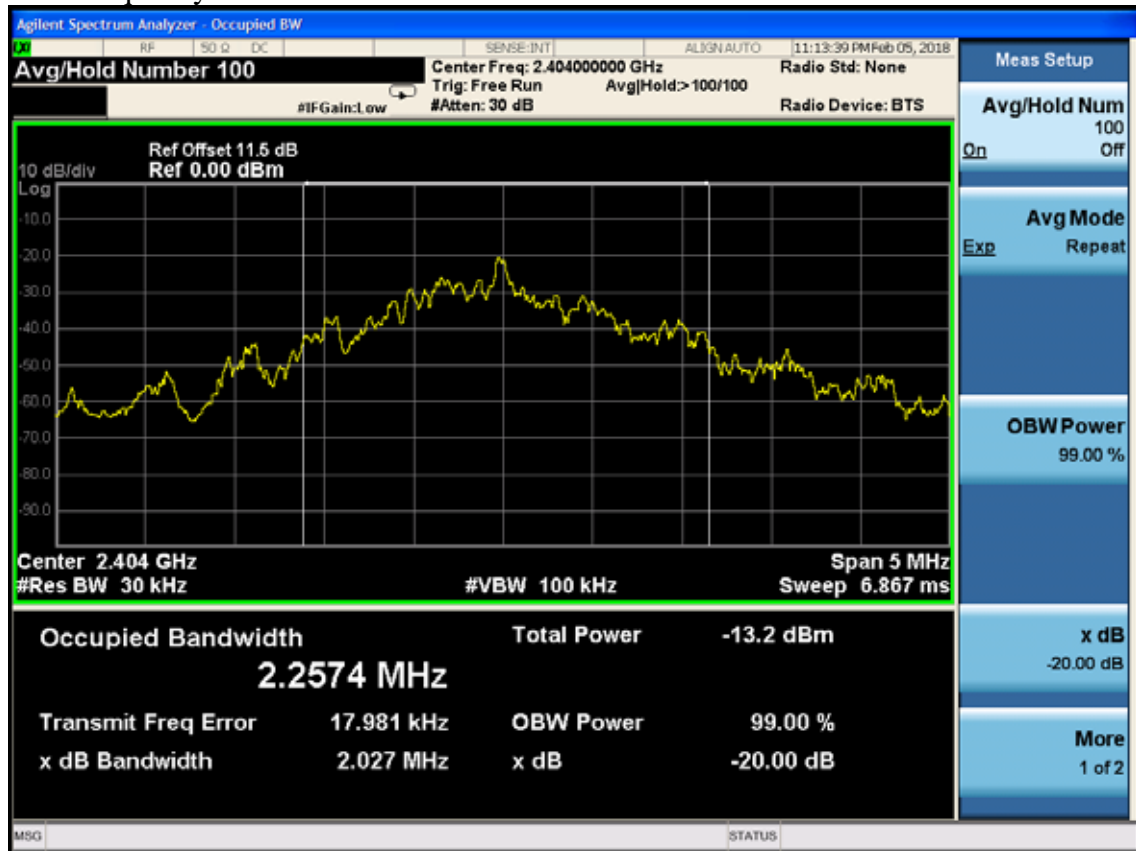 Agilent Spectrum Analyzer - Occupied BW
RF 50 Ω DC SENSE:INT ALIGN AUTO 11:13:39 PM Feb 05, 2018
Avg/Hold Number 100
Center Freq: 2.404000000 GHz Radio Std: None
Trig: Free Run Avg|Hold:> 100/100
#IFGain:Low #Atten: 30 dB Radio Device: BTS
Ref Offset 11.5 dB
10 dB/div Ref 0.00 dBm
Log
-10.0
-20.0
-30.0
-40.0
-50.0
-60.0
-70.0
-80.0
-90.0
Center 2.404 GHz Span 5 MHz
#Res BW 30 kHz #VBW 100 kHz Sweep 6.867 ms
Occupied Bandwidth Total Power -13.2 dBm
2.2574 MHz
Transmit Freq Error 17.981 kHz OBW Power 99.00 %
x dB Bandwidth 2.027 MHz x dB -20.00 dB
MSG STATUS
Meas Setup
Avg/Hold Num
100
On Off
Avg Mode
Exp Repeat
OBW Power
99.00 %
x dB
-20.00 dB
More
1 of 2